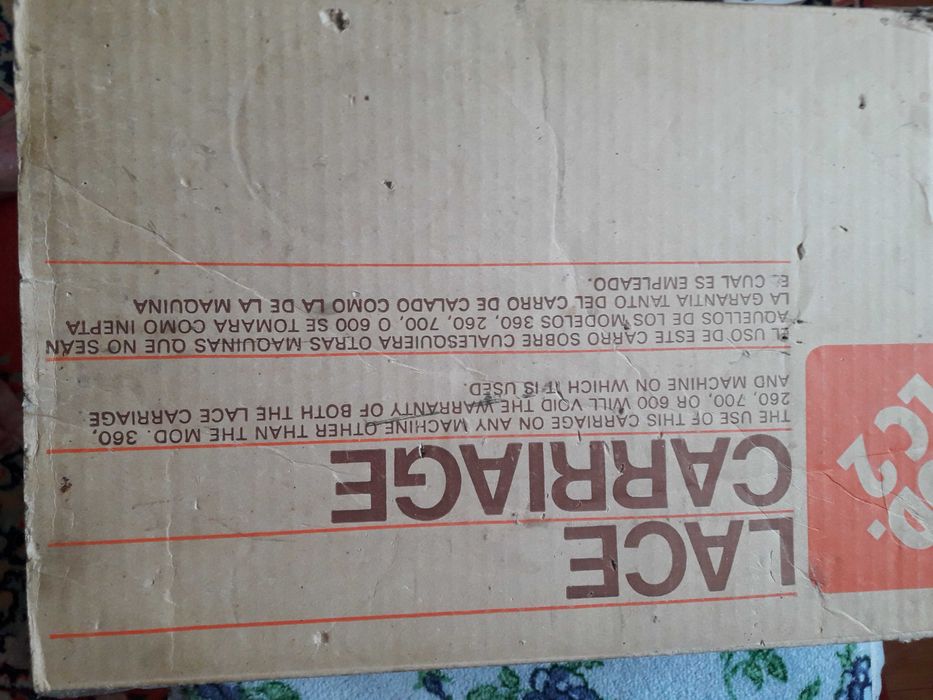 LACE
CARRIAGE
THE USE OF THIS CARRIAGE ON ANY MACHINE OTHER THAN THE MOD. 360,
260, 700, OR 600 WILL VOID THE WARRANTY OF BOTH THE LACE CARRIAGE
AND MACHINE ON WHICH IT IS USED.
EL USO DE ESTE CARRO SOBRE CUALESQUIERA OTRAS MAQUINAS QUE NO SEAN
AQUELLOS DE LOS MODELOS 360, 260, 700, O 600 SE TOMARA COMO INEPTA
LA GARANTIA TANTO DEL CARRO DE CALADO COMO LA DE LA MAQUINA
EL CUAL ES EMPLEADO.
LC2